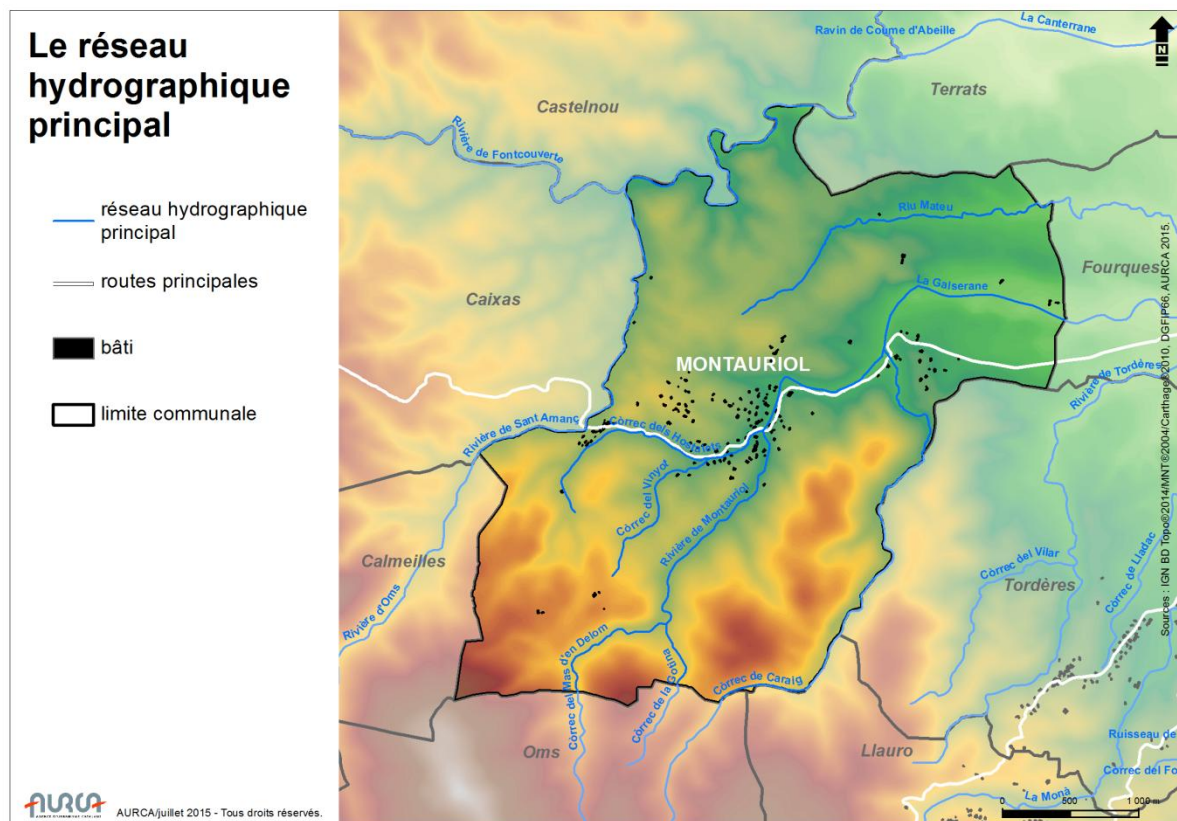 Le réseau
hydrographique
principal
réseau hydrographique
principal
routes principales
bâti
limite communale
AURCA
AURCA/juillet 2015 - Tous droits réservés.
Ravin de Coume d'Abeille
La Canterrane
N
Castelnou
Terrats
Rivière de Fontcouverte
Riu Mateu
Fourques
La Galserane
Caixas
MONTAURIOL
Rivière de Tordères
Rivière de Sant Amanç
Còrrec dels Hostalets
Còrrec del Vinyot
Rivière de Montauriol
Calmeilles
Rivière d'Oms
Còrrec del Vilar
Tordères
Còrrec de Lladac
Còrrec del Mas d'en Delom
Còrrec de la Gouna
Còrrec de Caraig
Oms
Llauro
Ruisseau de
Còrrec del Fo
La Monà
0 500 1 000 m
Sources : IGN BD Topo®2014/MNT®2004/Carthage®2010, DGFIP66, AURCA 2015.